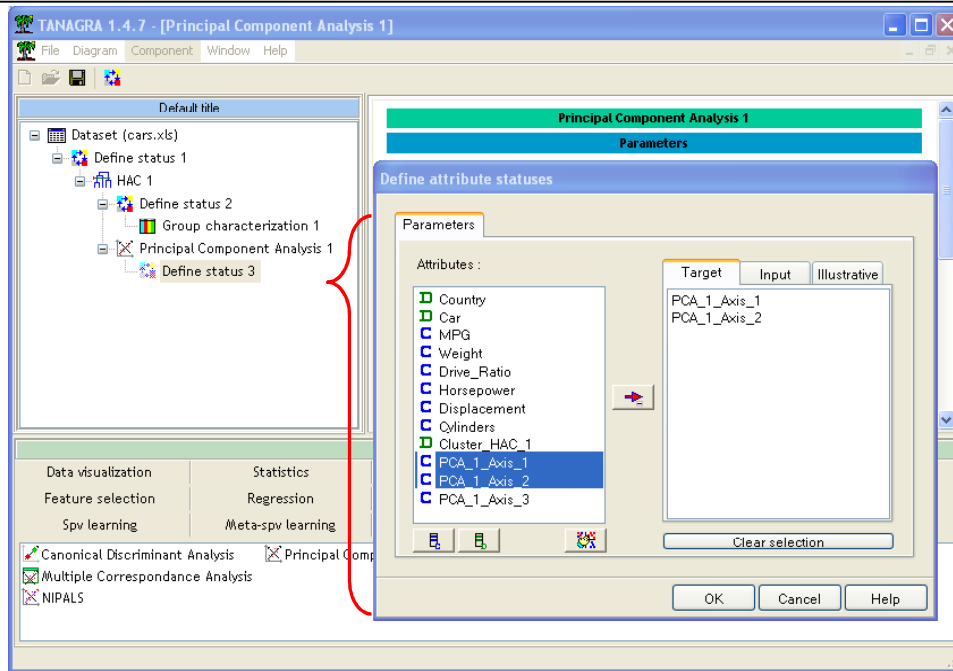 TANAGRA 1.4.7 - [Principal Component Analysis 1]
File Diagram Component Window Help
Default title
Dataset (cars.xls)
Define status 1
HAC 1
Define status 2
Group characterization 1
Principal Component Analysis 1
Define status 3
Principal Component Analysis 1
Parameters
Define attribute statuses
Parameters
Attributes :
D Country
D Car
C MPG
C Weight
C Drive_Ratio
C Horsepower
C Displacement
C Cylinders
D Cluster_HAC_1
C PCA_1_Axis_1
C PCA_1_Axis_2
C PCA_1_Axis_3
Target Input Illustrative
PCA_1_Axis_1
PCA_1_Axis_2
Clear selection
OK Cancel Help
Data visualization Statistics
Feature selection Regression
Spv learning Meta-spv learning
Canonical Discriminant Analysis Principal Comp
Multiple Correspondance Analysis
NIPALS